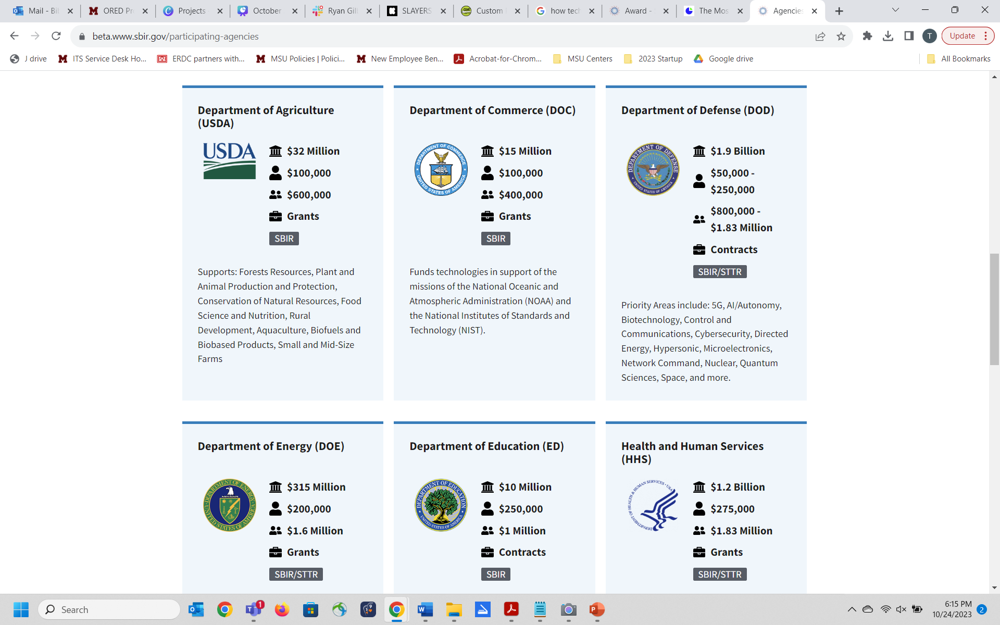 Mail - Bil
ORED Pr
Projects
October
Ryan Gill
SLAYERS
Custom
how tech
Award -
The Mos
Agencies
beta.www.sbir.gov/participating-agencies
T
Update
J drive
ITS Service Desk Ho...
ERDC partners with...
MSU Policies | Polici...
New Employee Ben...
Acrobat-for-Chrom...
MSU Centers
2023 Startup
Google drive
All Bookmarks
Department of Agriculture
(USDA)
USDA
$32 Million
$100,000
$600,000
Grants
SBIR
Supports: Forests Resources, Plant and
Animal Production and Protection,
Conservation of Natural Resources, Food
Science and Nutrition, Rural
Development, Aquaculture, Biofuels and
Biobased Products, Small and Mid-Size
Farms
Department of Commerce (DOC)
DEPARTMENT OF COMMERCE
UNITED STATES OF AMERICA
$15 Million
$100,000
$400,000
Grants
SBIR
Funds technologies in support of the
missions of the National Oceanic and
Atmospheric Administration (NOAA) and
the National Institutes of Standards and
Technology (NIST).
Department of Defense (DOD)
DEPARTMENT OF DEFENSE
UNITED STATES OF AMERICA
$1.9 Billion
$50,000 -
$250,000
$800,000 -
$1.83 Million
Contracts
SBIR/STTR
Priority Areas include: 5G, AI/Autonomy,
Biotechnology, Control and
Communications, Cybersecurity, Directed
Energy, Hypersonic, Microelectronics,
Network Command, Nuclear, Quantum
Sciences, Space, and more.
Department of Energy (DOE)
DEPARTMENT OF ENERGY
UNITED STATES OF AMERICA
$315 Million
$200,000
$1.6 Million
Grants
SBIR/STTR
Department of Education (ED)
DEPARTMENT OF EDUCATION
UNITED STATES OF AMERICA
$10 Million
$250,000
$1 Million
Contracts
SBIR
Health and Human Services
(HHS)
DEPARTMENT OF HEALTH & HUMAN SERVICES · USA
$1.2 Billion
$275,000
$1.83 Million
Grants
SBIR/STTR
Search
1
6:15 PM
10/24/2023
2